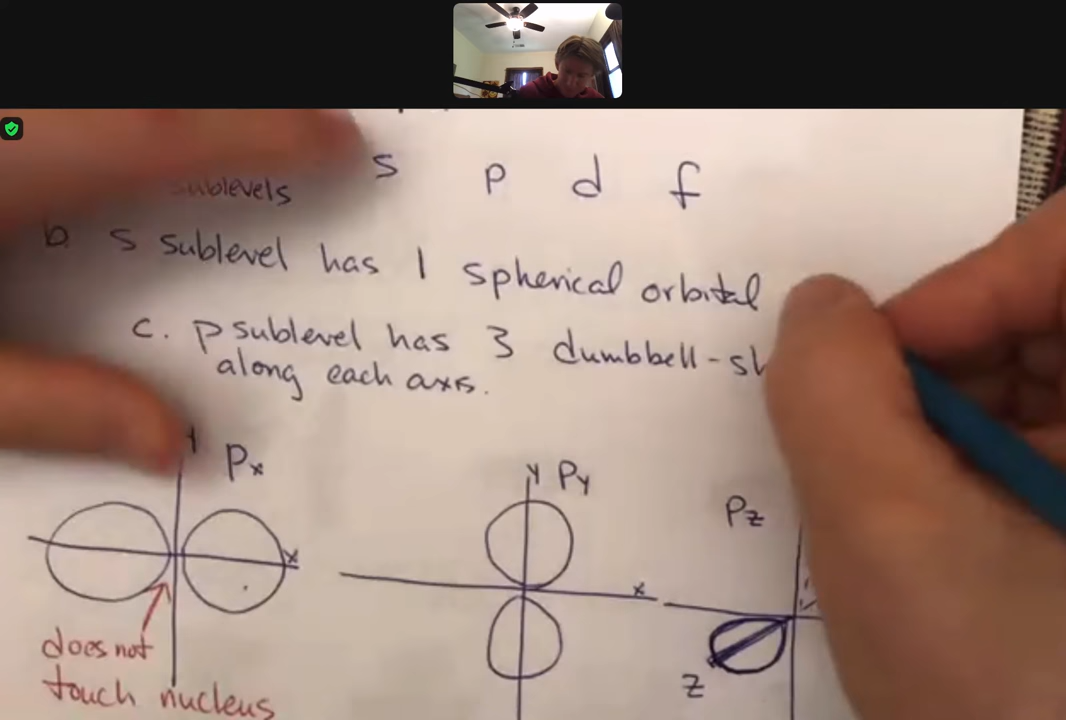 sublevels s p d f
b. s sublevel has 1 spherical orbital
c. p sublevel has 3 dumbbell-sh
along each axis.
Px
y Py
Pz
x
x
does not
touch nucleus
z